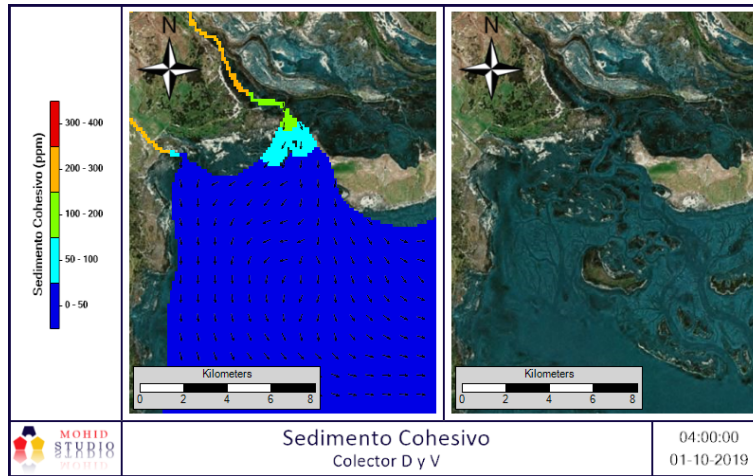 Sedimento Cohesivo (ppm)
300 - 400
200 - 300
100 - 200
50 - 100
0 - 50
N
Kilometers
0 2 4 6 8
N
Kilometers
0 2 4 6 8
MOHID
STUDIO
Sedimento Cohesivo
Colector D y V
04:00:00
01-10-2019